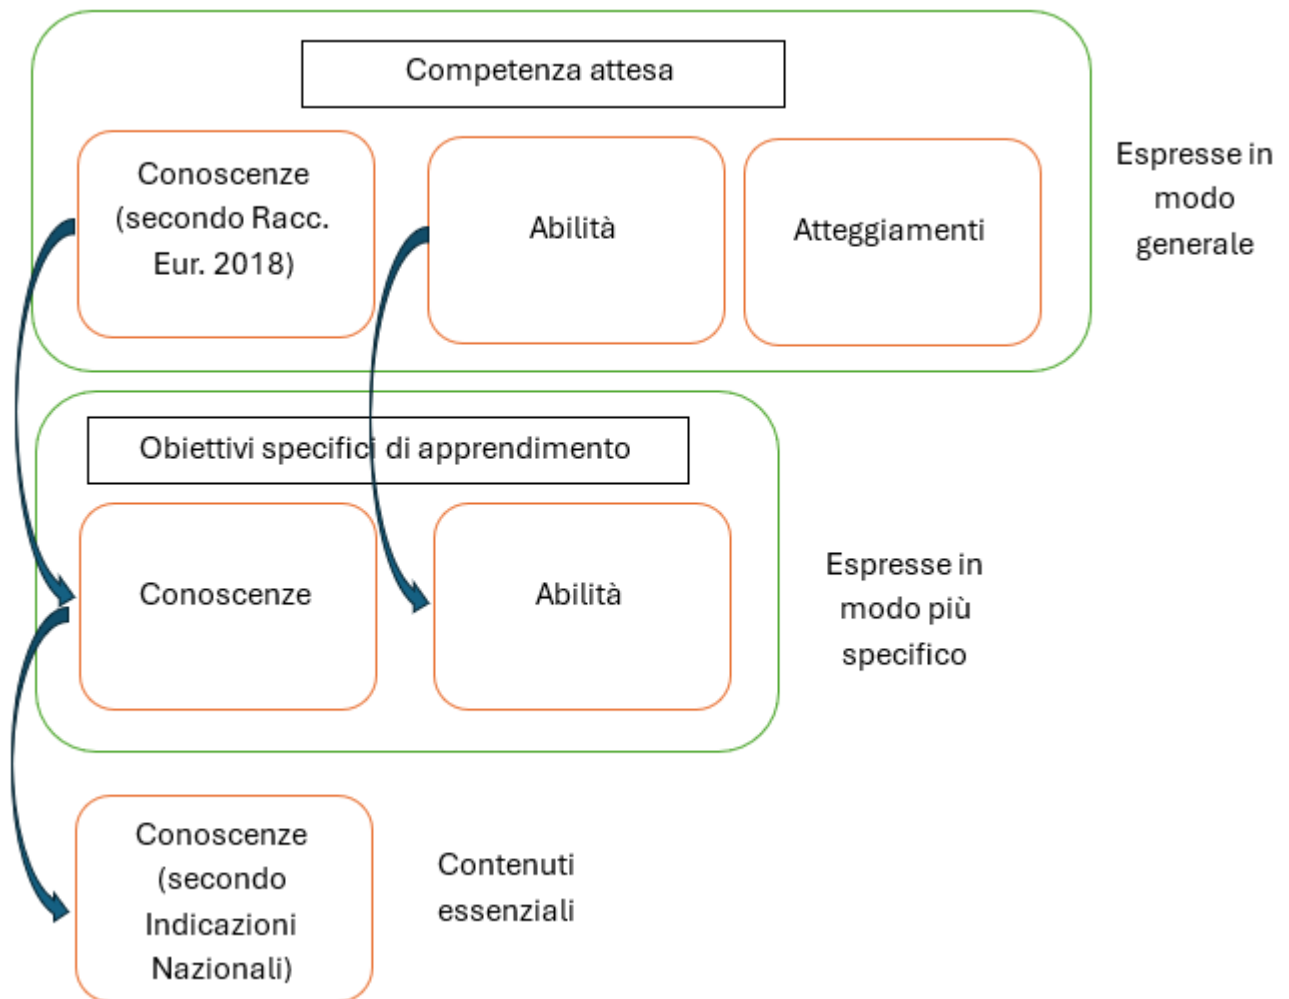 Competenza attesa
Conoscenze
(secondo Racc.
Eur. 2018)
Abilità
Atteggiamenti
Espresse in
modo
generale
Obiettivi specifici di apprendimento
Conoscenze
Abilità
Espresse in
modo più
specifico
Conoscenze
(secondo
Indicazioni
Nazionali)
Contenuti
essenziali